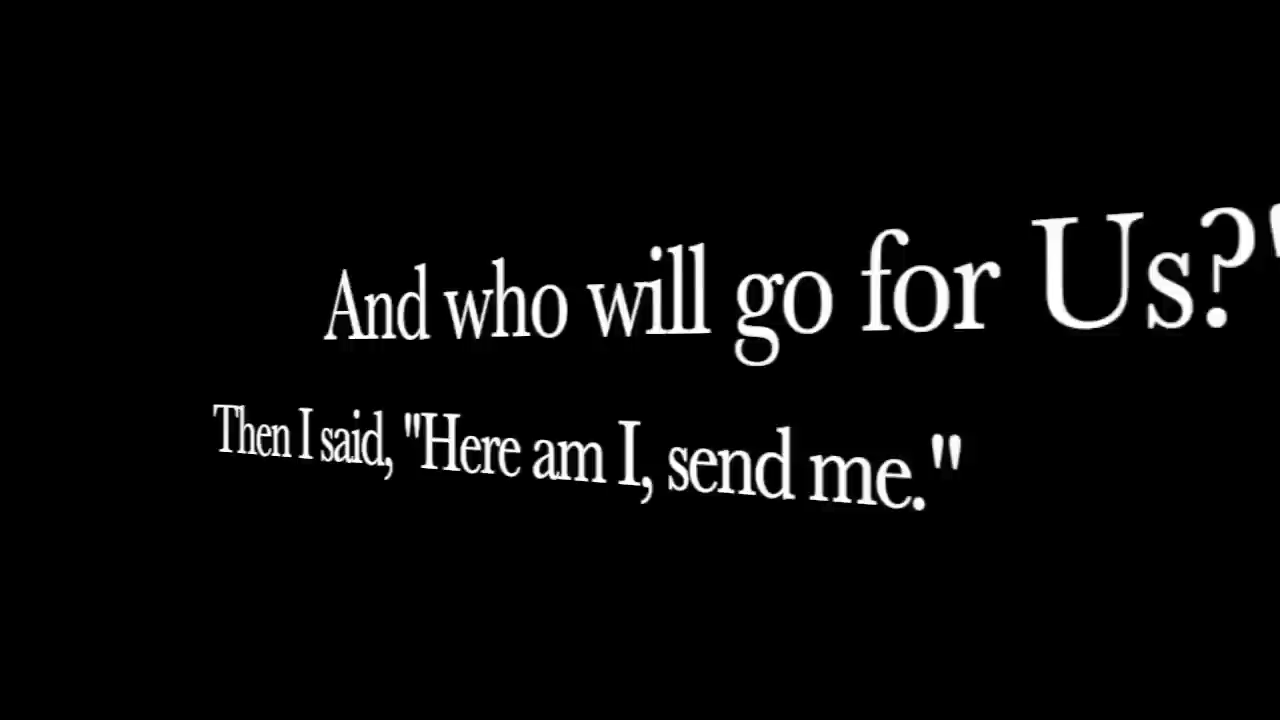 And who will go for Us?"
Then I said, "Here am I, send me."